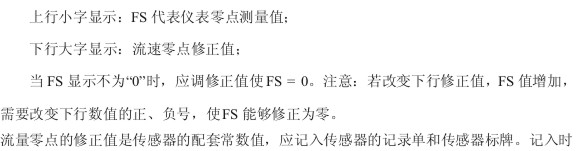 上行小字显示：FS 代表仪表零点测量值；
下行大字显示：流速零点修正值；
当 FS 显示不为“0”时，应调修正值使 FS = 0。注意：若改变下行修正值，FS 值增加，
需要改变下行数值的正、负号，使FS 能够修正为零。
流量零点的修正值是传感器的配套常数值，应记入传感器的记录单和传感器标牌。记入时